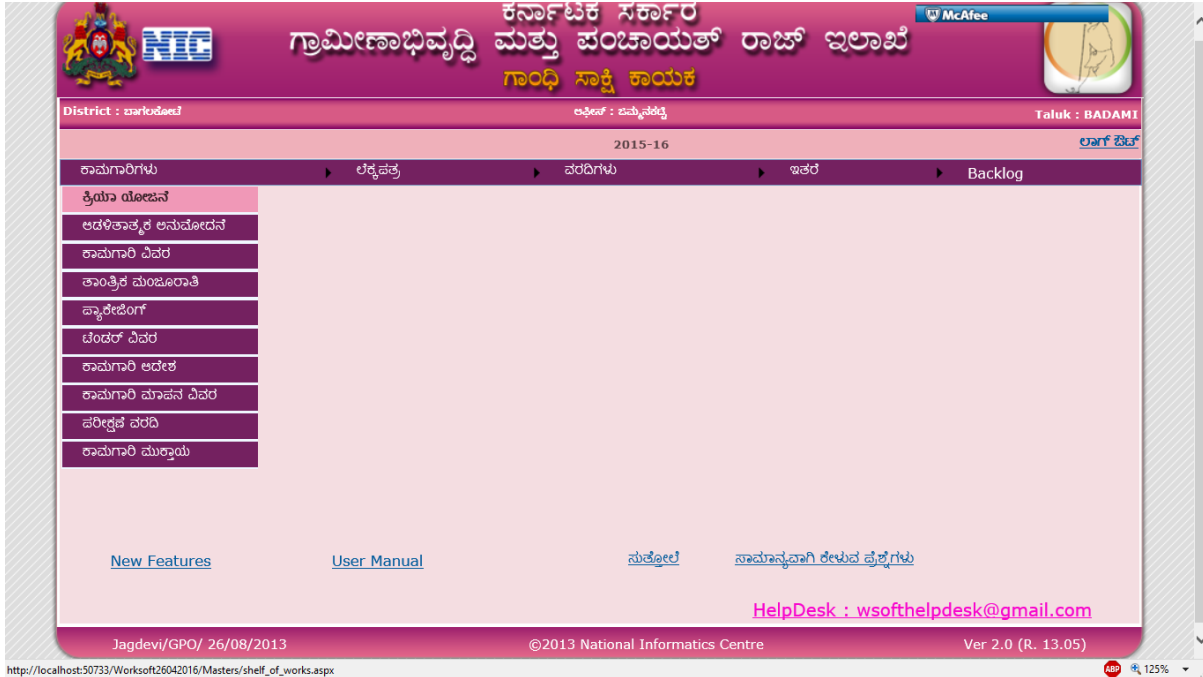 ಕರ್ನಾಟಕ ಸರ್ಕಾರ
McAfee
NIC
ಗ್ರಾಮೀಣಾಭಿವೃದ್ಧಿ ಮತ್ತು ಪಂಚಾಯತ್ ರಾಜ್ ಇಲಾಖೆ
ಗಾಂಧಿ ಸಾಕ್ಷಿ ಕಾಯಕ
District : ಬಾಗಲಕೋಟೆ ಆಫೀಸ್ : ಜಮ್ಮನಕಟ್ಟಿ Taluk : BADAMI
2015-16 ಲಾಗ್ ಔಟ್
ಕಾಮಗಾರಿಗಳು ಲೆಕ್ಕಪತ್ರ ವರದಿಗಳು ಇತರೆ Backlog
ಕ್ರಿಯಾ ಯೋಜನೆ
ಆಡಳಿತಾತ್ಮಕ ಅನುಮೋದನೆ
ಕಾಮಗಾರಿ ವಿವರ
ತಾಂತ್ರಿಕ ಮಂಜೂರಾತಿ
ಪ್ಯಾಕೇಜಿಂಗ್
ಟೆಂಡರ್ ವಿವರ
ಕಾಮಗಾರಿ ಆದೇಶ
ಕಾಮಗಾರಿ ಮಾಪನ ವಿವರ
ಪರೀಕ್ಷಣೆ ವರದಿ
ಕಾಮಗಾರಿ ಮುಕ್ತಾಯ
New Features User Manual ಸುತ್ತೋಲೆ ಸಾಮಾನ್ಯವಾಗಿ ಕೇಳುವ ಪ್ರೆಶ್ನೆಗಳು
HelpDesk : wsofthelpdesk@gmail.com
Jagdevi/GPO/ 26/08/2013 ©2013 National Informatics Centre Ver 2.0 (R. 13.05)
http://localhost:50733/Worksoft26042016/Masters/shelf_of_works.aspx ABP 125%